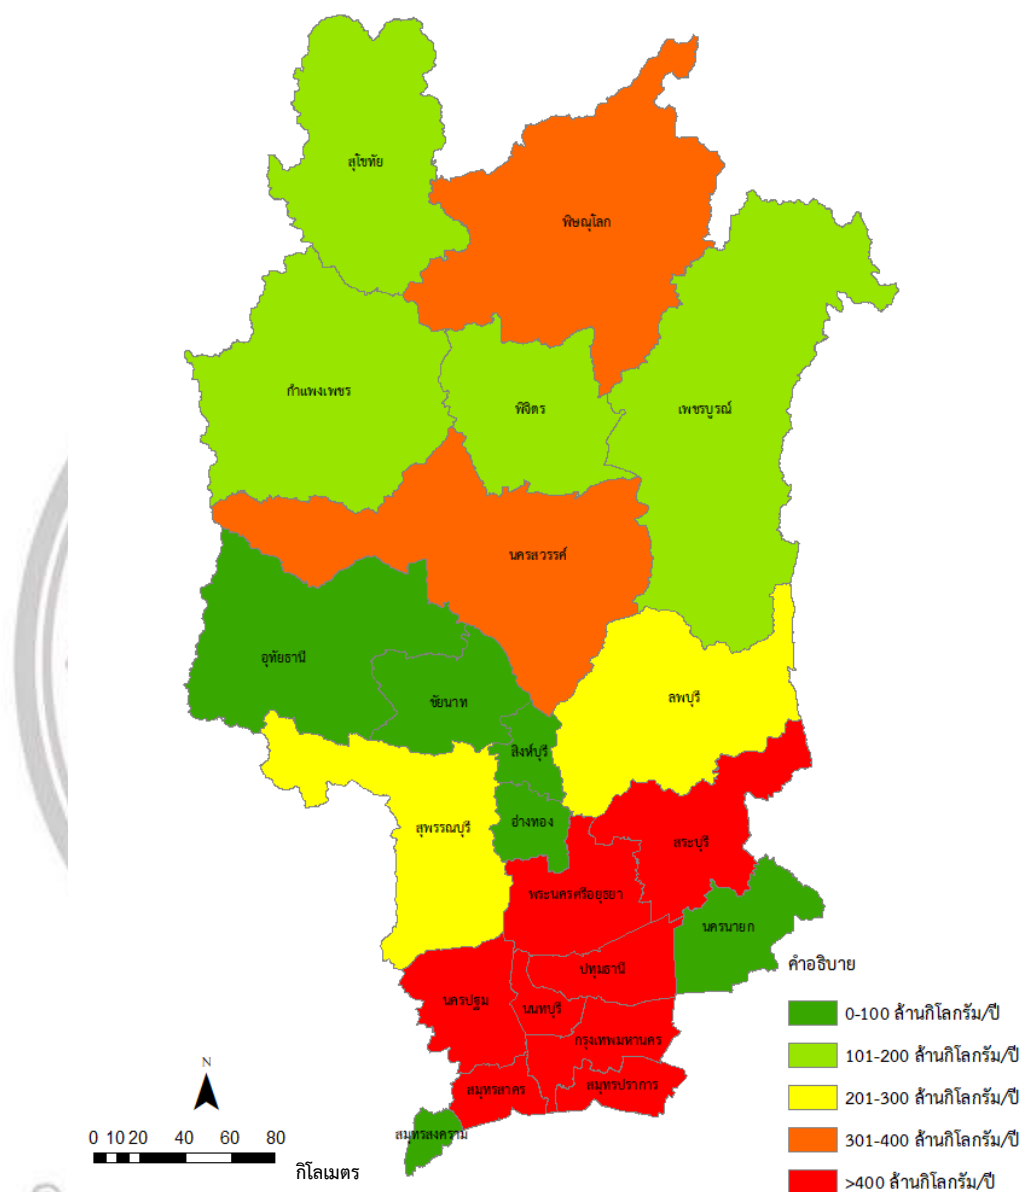 สุโขทัย
พิษณุโลก
กำแพงเพชร
พิจิตร
เพชรบูรณ์
นครสวรรค์
อุทัยธานี
ชัยนาท
ลพบุรี
สิงห์บุรี
สุพรรณบุรี
อ่างทอง
สระบุรี
พระนครศรีอยุธยา
นครนายก
ปทุมธานี
นครปฐม
นนทบุรี
กรุงเทพมหานคร
สมุทรสาคร
สมุทรปราการ
สมุทรสงคราม
คำอธิบาย
0-100 ล้านกิโลกรัม/ปี
101-200 ล้านกิโลกรัม/ปี
201-300 ล้านกิโลกรัม/ปี
301-400 ล้านกิโลกรัม/ปี
>400 ล้านกิโลกรัม/ปี
N
0 10 20 40 60 80
กิโลเมตร